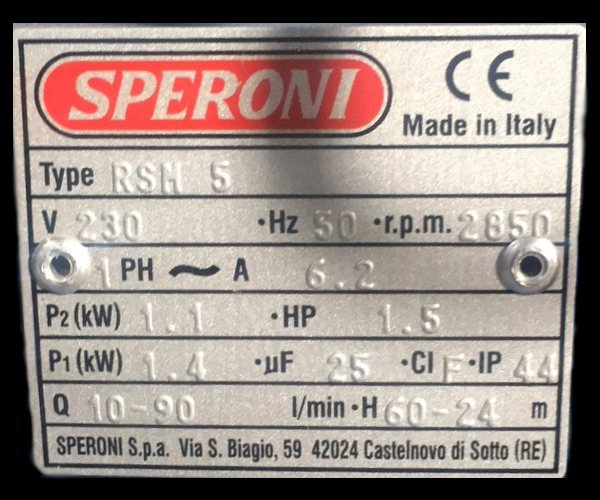 SPERONI
CE
Made in Italy
Type RSM 5
V 230 •Hz 50 •r.p.m. 2850
1 PH ~ A 6.2
P2 (kW) 1.1 •HP 1.5
P1 (kW) 1.4 •µF 25 •Cl F •IP 44
Q 10-90 l/min •H 60-24 m
SPERONI S.p.a. Via S. Biagio, 59 42024 Castelnovo di Sotto (RE)